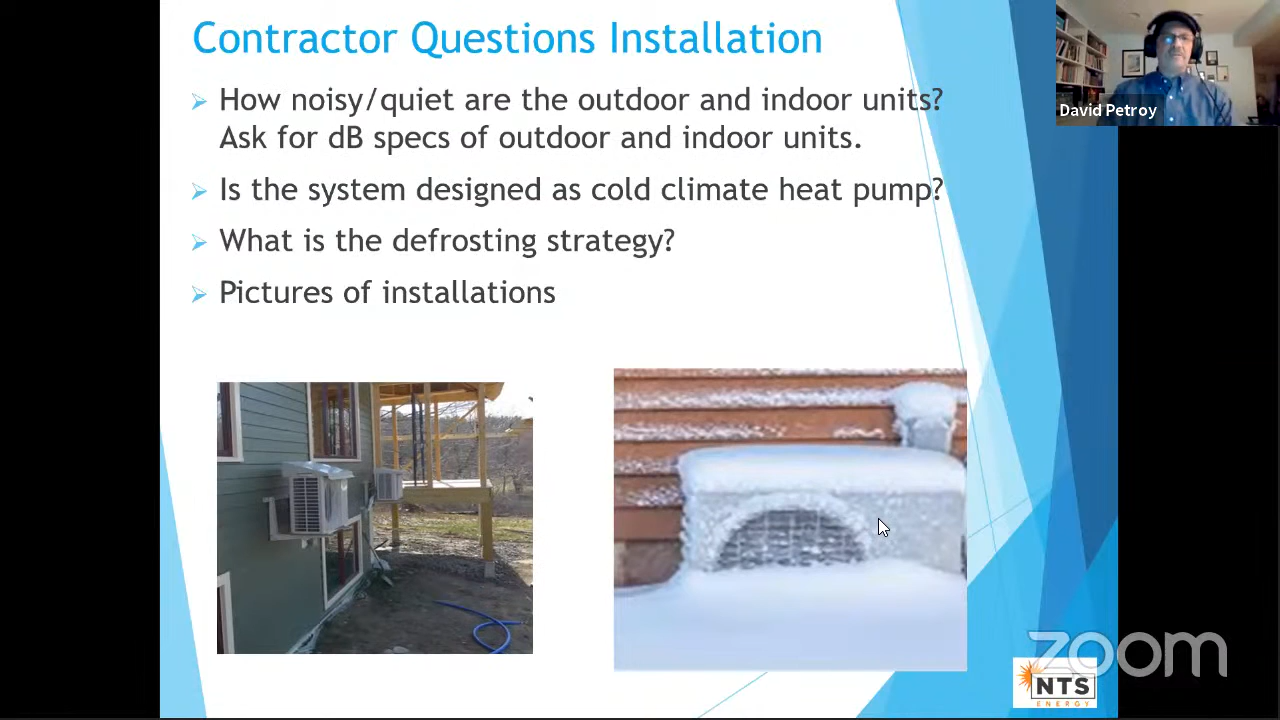 Contractor Questions Installation
How noisy/quiet are the outdoor and indoor units?
Ask for dB specs of outdoor and indoor units.
Is the system designed as cold climate heat pump?
What is the defrosting strategy?
Pictures of installations
David Petroy
zoom
NTS
ENERGY